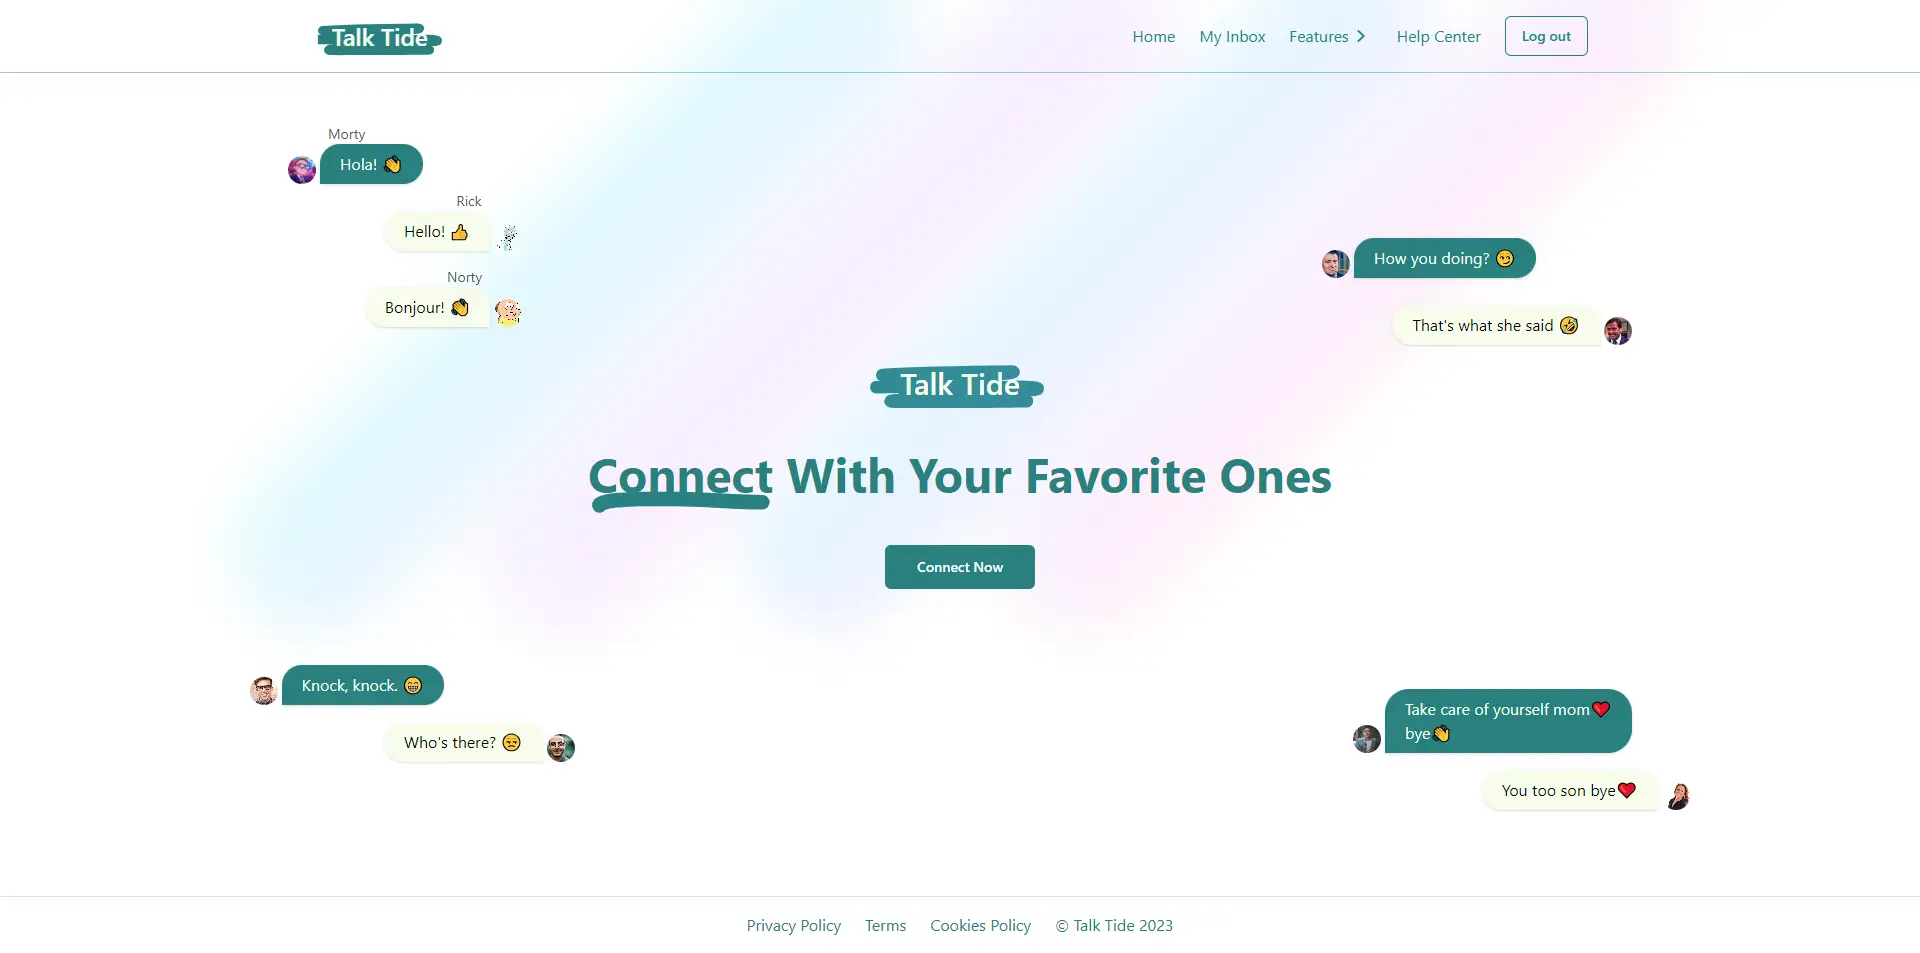 Talk Tide
Home My Inbox Features Help Center Log out
Morty
Hola! 👋
Rick
Hello! 👍
Norty
Bonjour! 👋
How you doing? 😏
That's what she said 🤣
Talk Tide
Connect With Your Favorite Ones
Connect Now
Knock, knock. 😁
Who's there? 😒
Take care of yourself mom❤️
bye👋
You too son bye❤️
Privacy Policy Terms Cookies Policy © Talk Tide 2023